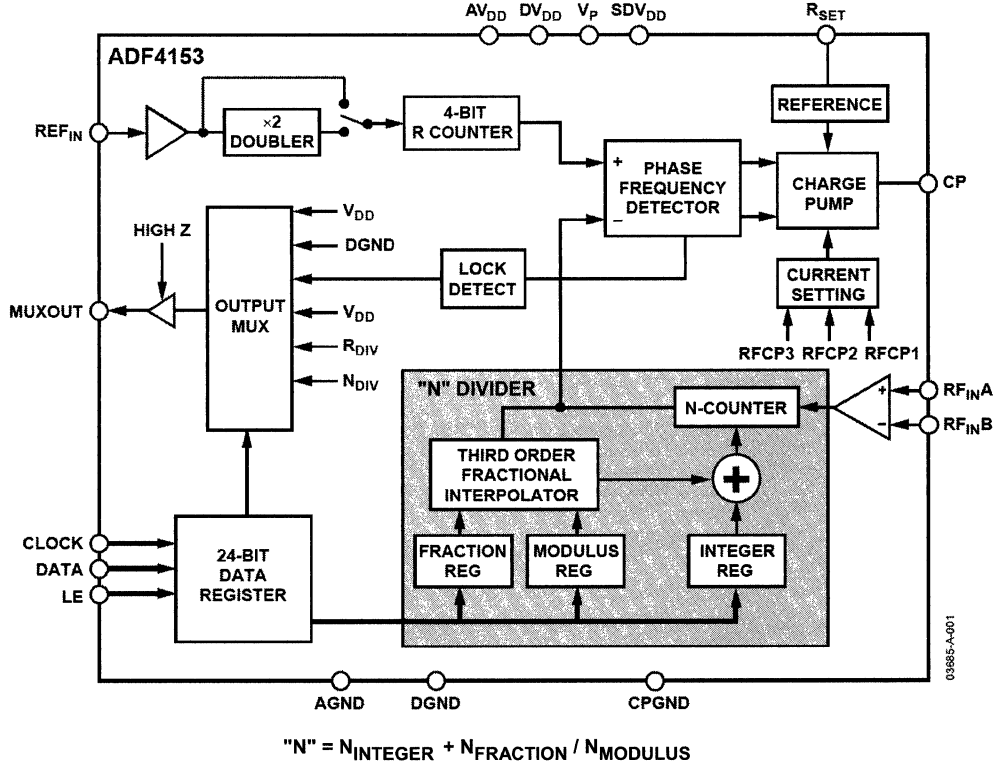 AVDD DVDD VP SDVDD RSET
ADF4153
REFIN
×2
DOUBLER
4-BIT
R COUNTER
REFERENCE
+
−
PHASE
FREQUENCY
DETECTOR
CHARGE
PUMP
CP
HIGH Z
MUXOUT
OUTPUT
MUX
VDD
DGND
VDD
RDIV
NDIV
LOCK
DETECT
CURRENT
SETTING
RFCP3 RFCP2 RFCP1
"N" DIVIDER
N-COUNTER
+
−
RFINA
RFINB
THIRD ORDER
FRACTIONAL
INTERPOLATOR
+
CLOCK
DATA
LE
24-BIT
DATA
REGISTER
FRACTION
REG
MODULUS
REG
INTEGER
REG
03685-A-001
AGND DGND CPGND
"N" = NINTEGER + NFRACTION / NMODULUS